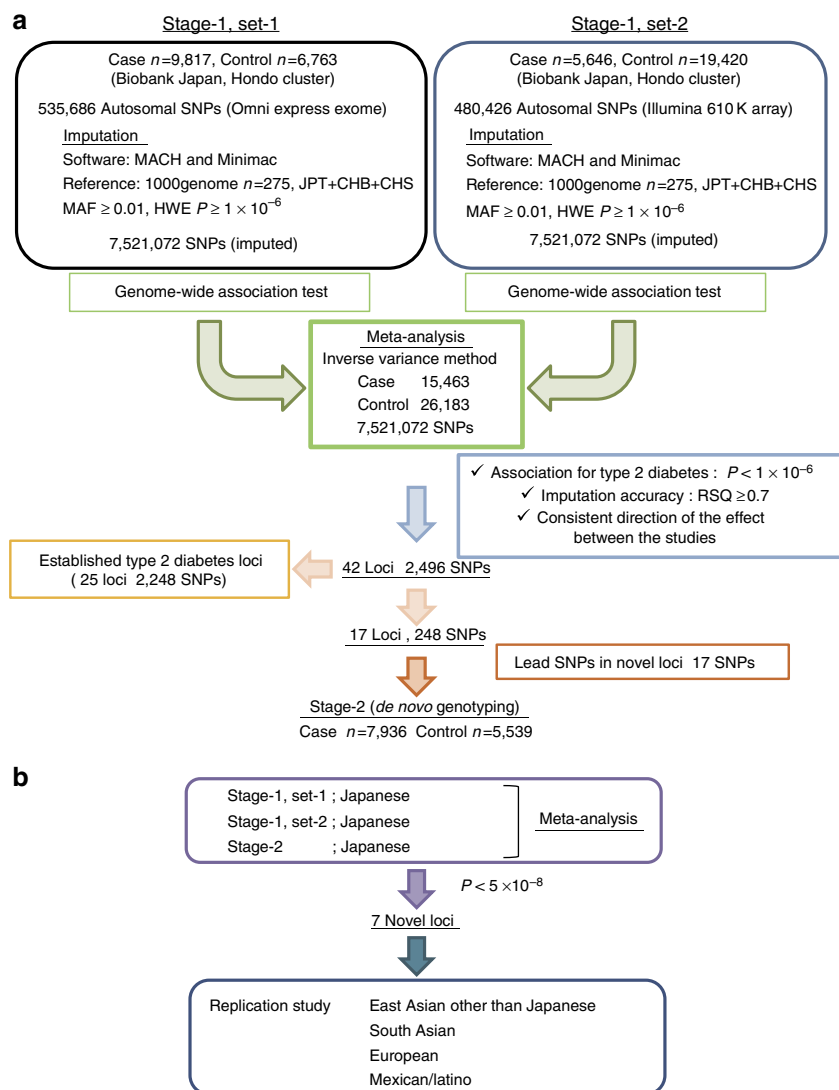 a
Stage-1, set-1
Case n=9,817, Control n=6,763
(Biobank Japan, Hondo cluster)
535,686 Autosomal SNPs (Omni express exome)
Imputation
Software: MACH and Minimac
Reference: 1000genome n=275, JPT+CHB+CHS
MAF ≥ 0.01, HWE P ≥ 1 × 10⁻⁶
7,521,072 SNPs (imputed)
Genome-wide association test
Stage-1, set-2
Case n=5,646, Control n=19,420
(Biobank Japan, Hondo cluster)
480,426 Autosomal SNPs (Illumina 610 K array)
Imputation
Software: MACH and Minimac
Reference: 1000genome n=275, JPT+CHB+CHS
MAF ≥ 0.01, HWE P ≥ 1 × 10⁻⁶
7,521,072 SNPs (imputed)
Genome-wide association test
Meta-analysis
Inverse variance method
Case 15,463
Control 26,183
7,521,072 SNPs
✓ Association for type 2 diabetes : P < 1 × 10⁻⁶
✓ Imputation accuracy : RSQ ≥0.7
✓ Consistent direction of the effect
between the studies
Established type 2 diabetes loci
( 25 loci 2,248 SNPs)
42 Loci 2,496 SNPs
17 Loci , 248 SNPs
Lead SNPs in novel loci 17 SNPs
Stage-2 (de novo genotyping)
Case n=7,936 Control n=5,539
b
Stage-1, set-1 ; Japanese
Stage-1, set-2 ; Japanese
Stage-2 ; Japanese
Meta-analysis
P < 5 ×10⁻⁸
7 Novel loci
Replication study East Asian other than Japanese
South Asian
European
Mexican/latino